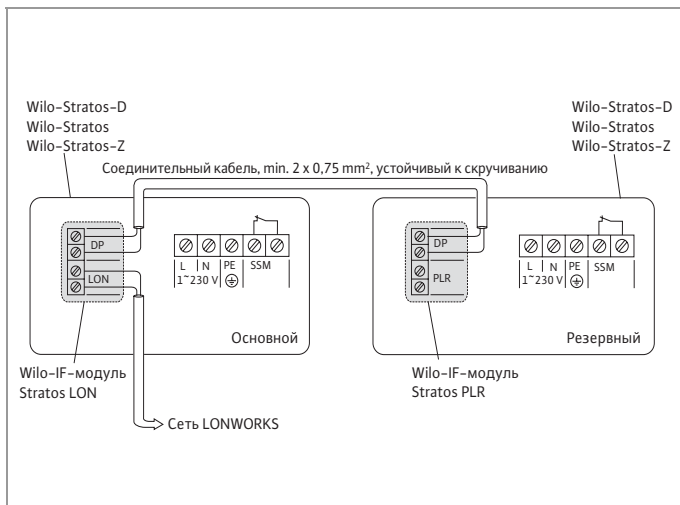 Wilo-Stratos-D
Wilo-Stratos
Wilo-Stratos-Z
Wilo-Stratos-D
Wilo-Stratos
Wilo-Stratos-Z
Соединительный кабель, min. 2 x 0,75 mm², устойчивый к скручиванию
DP
LON
L N PE SSM
1~230 V
Основной
DP
PLR
L N PE SSM
1~230 V
Резервный
Wilo-IF-модуль
Stratos LON
Wilo-IF-модуль
Stratos PLR
Сеть LONWORKS